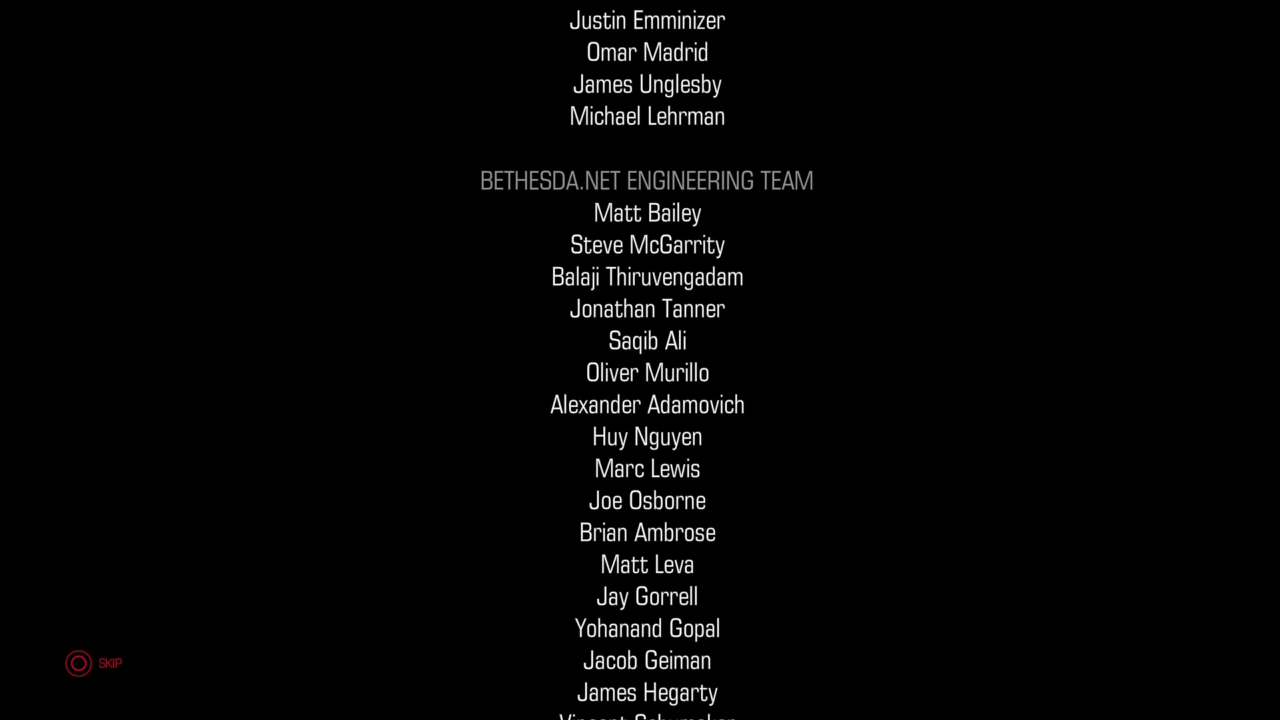 Justin Emminizer
Omar Madrid
James Unglesby
Michael Lehrman
BETHESDA.NET ENGINEERING TEAM
Matt Bailey
Steve McGarrity
Balaji Thiruvengadam
Jonathan Tanner
Saqib Ali
Oliver Murillo
Alexander Adamovich
Huy Nguyen
Marc Lewis
Joe Osborne
Brian Ambrose
Matt Leva
Jay Gorrell
Yohanand Gopal
Jacob Geiman
SKIP
James Hegarty
Vincent